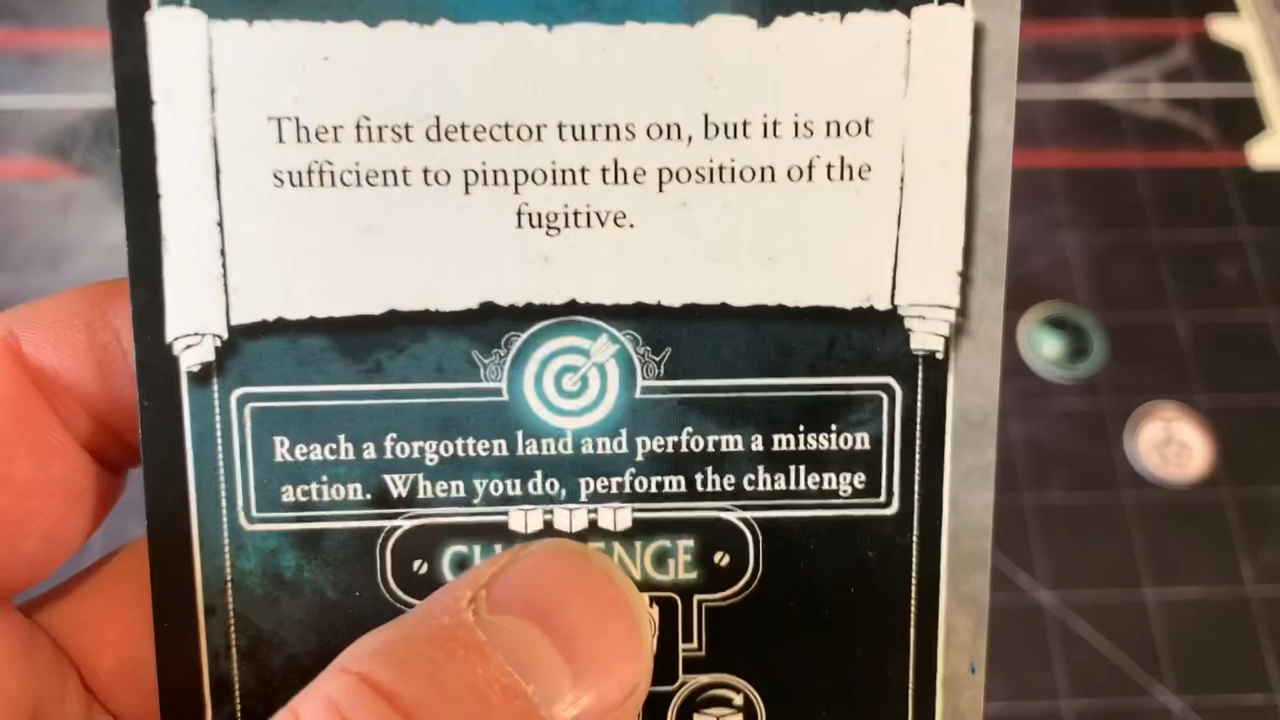 Ther first detector turns on, but it is not
sufficient to pinpoint the position of the
fugitive.
Reach a forgotten land and perform a mission
action. When you do, perform the challenge